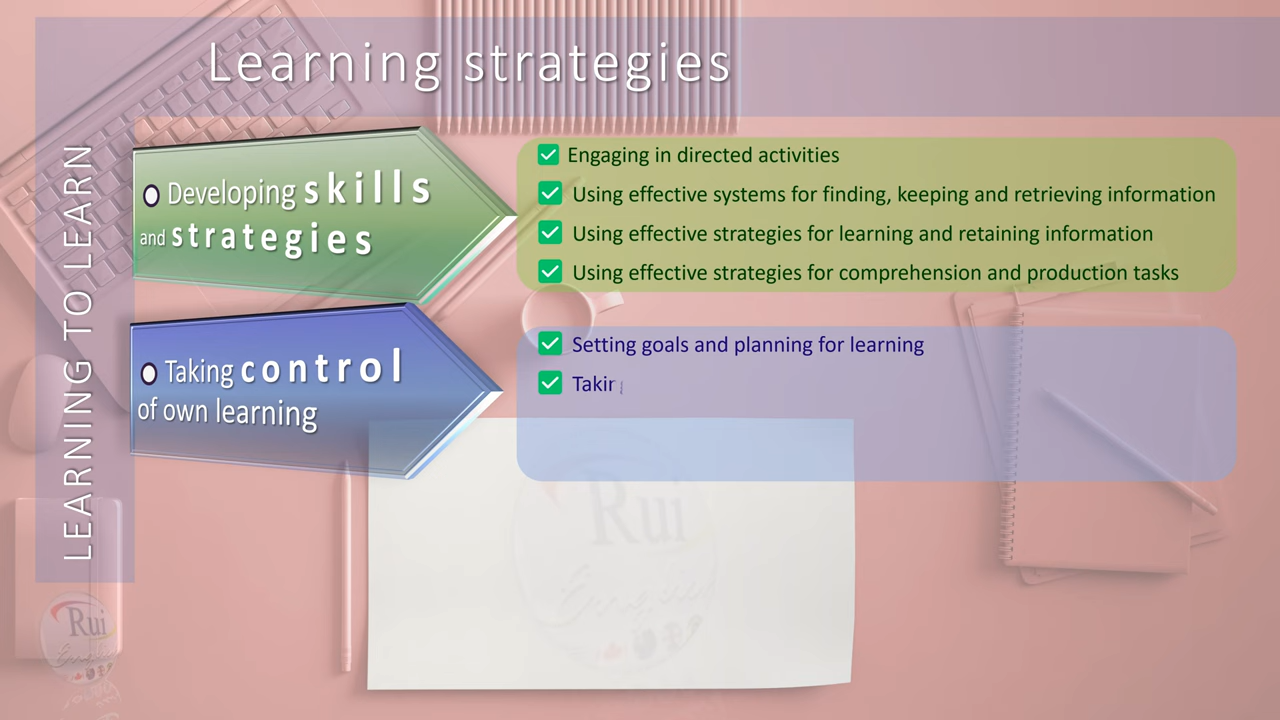 Learning strategies
LEARNING TO LEARN
Developing skills
and strategies
Engaging in directed activities
Using effective systems for finding, keeping and retrieving information
Using effective strategies for learning and retaining information
Using effective strategies for comprehension and production tasks
Taking control
of own learning
Setting goals and planning for learning
Rui
Rui